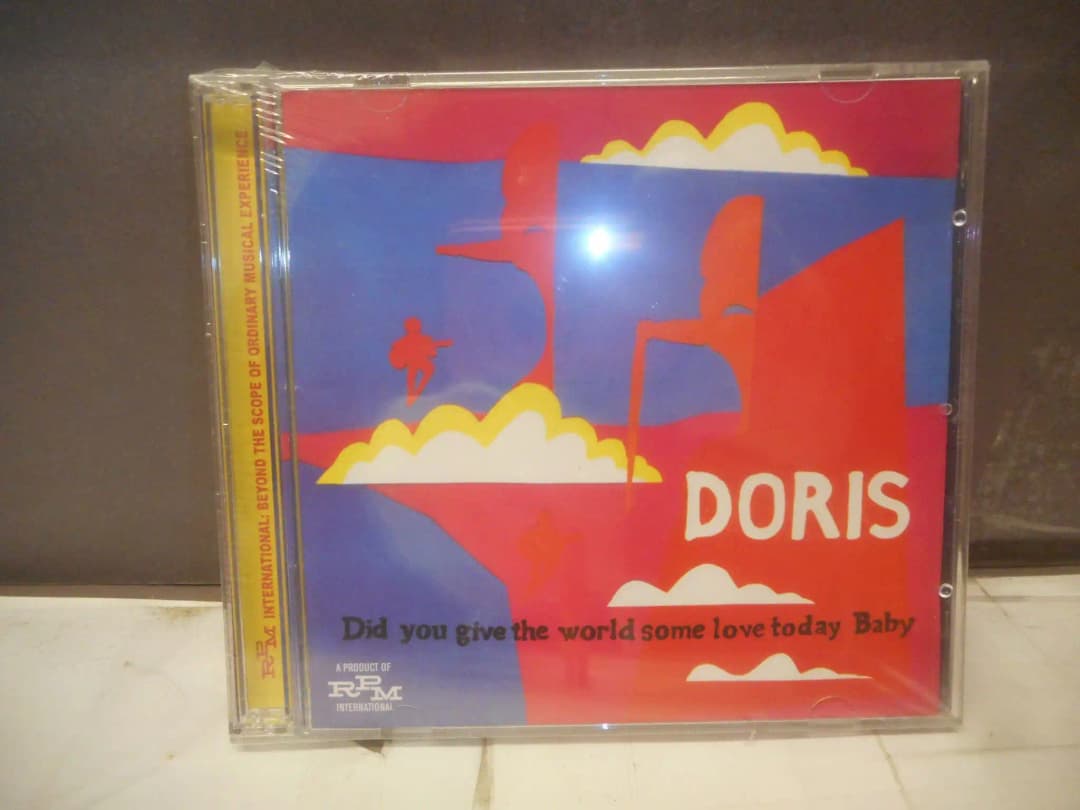 RPM INTERNATIONAL: BEYOND THE SCOPE OF ORDINARY MUSICAL EXPERIENCE
DORIS
Did you give the world some love today Baby
A PRODUCT OF
RPM
INTERNATIONAL